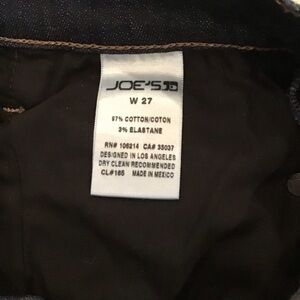 JOE'S
W 27
97% COTTON/COTON
3% ELASTANE
RN# 106214 CA# 33037
DESIGNED IN LOS ANGELES
DRY CLEAN RECOMMENDED
CL#165 MADE IN MEXICO